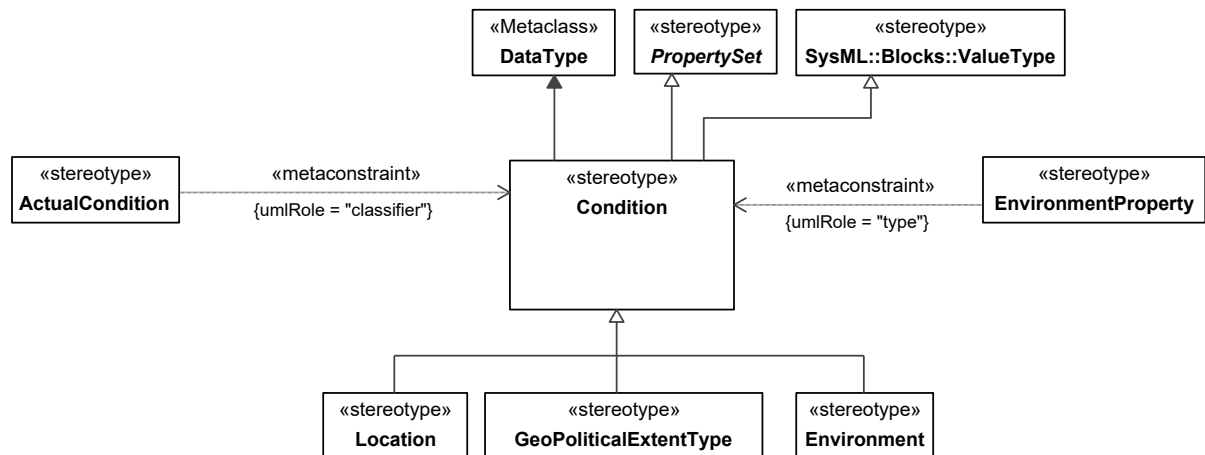 «Metaclass»
DataType
«stereotype»
PropertySet
«stereotype»
SysML::Blocks::ValueType
«stereotype»
ActualCondition
«metaconstraint»
{umlRole = "classifier"}
«stereotype»
Condition
«metaconstraint»
{umlRole = "type"}
«stereotype»
EnvironmentProperty
«stereotype»
Location
«stereotype»
GeoPoliticalExtentType
«stereotype»
Environment